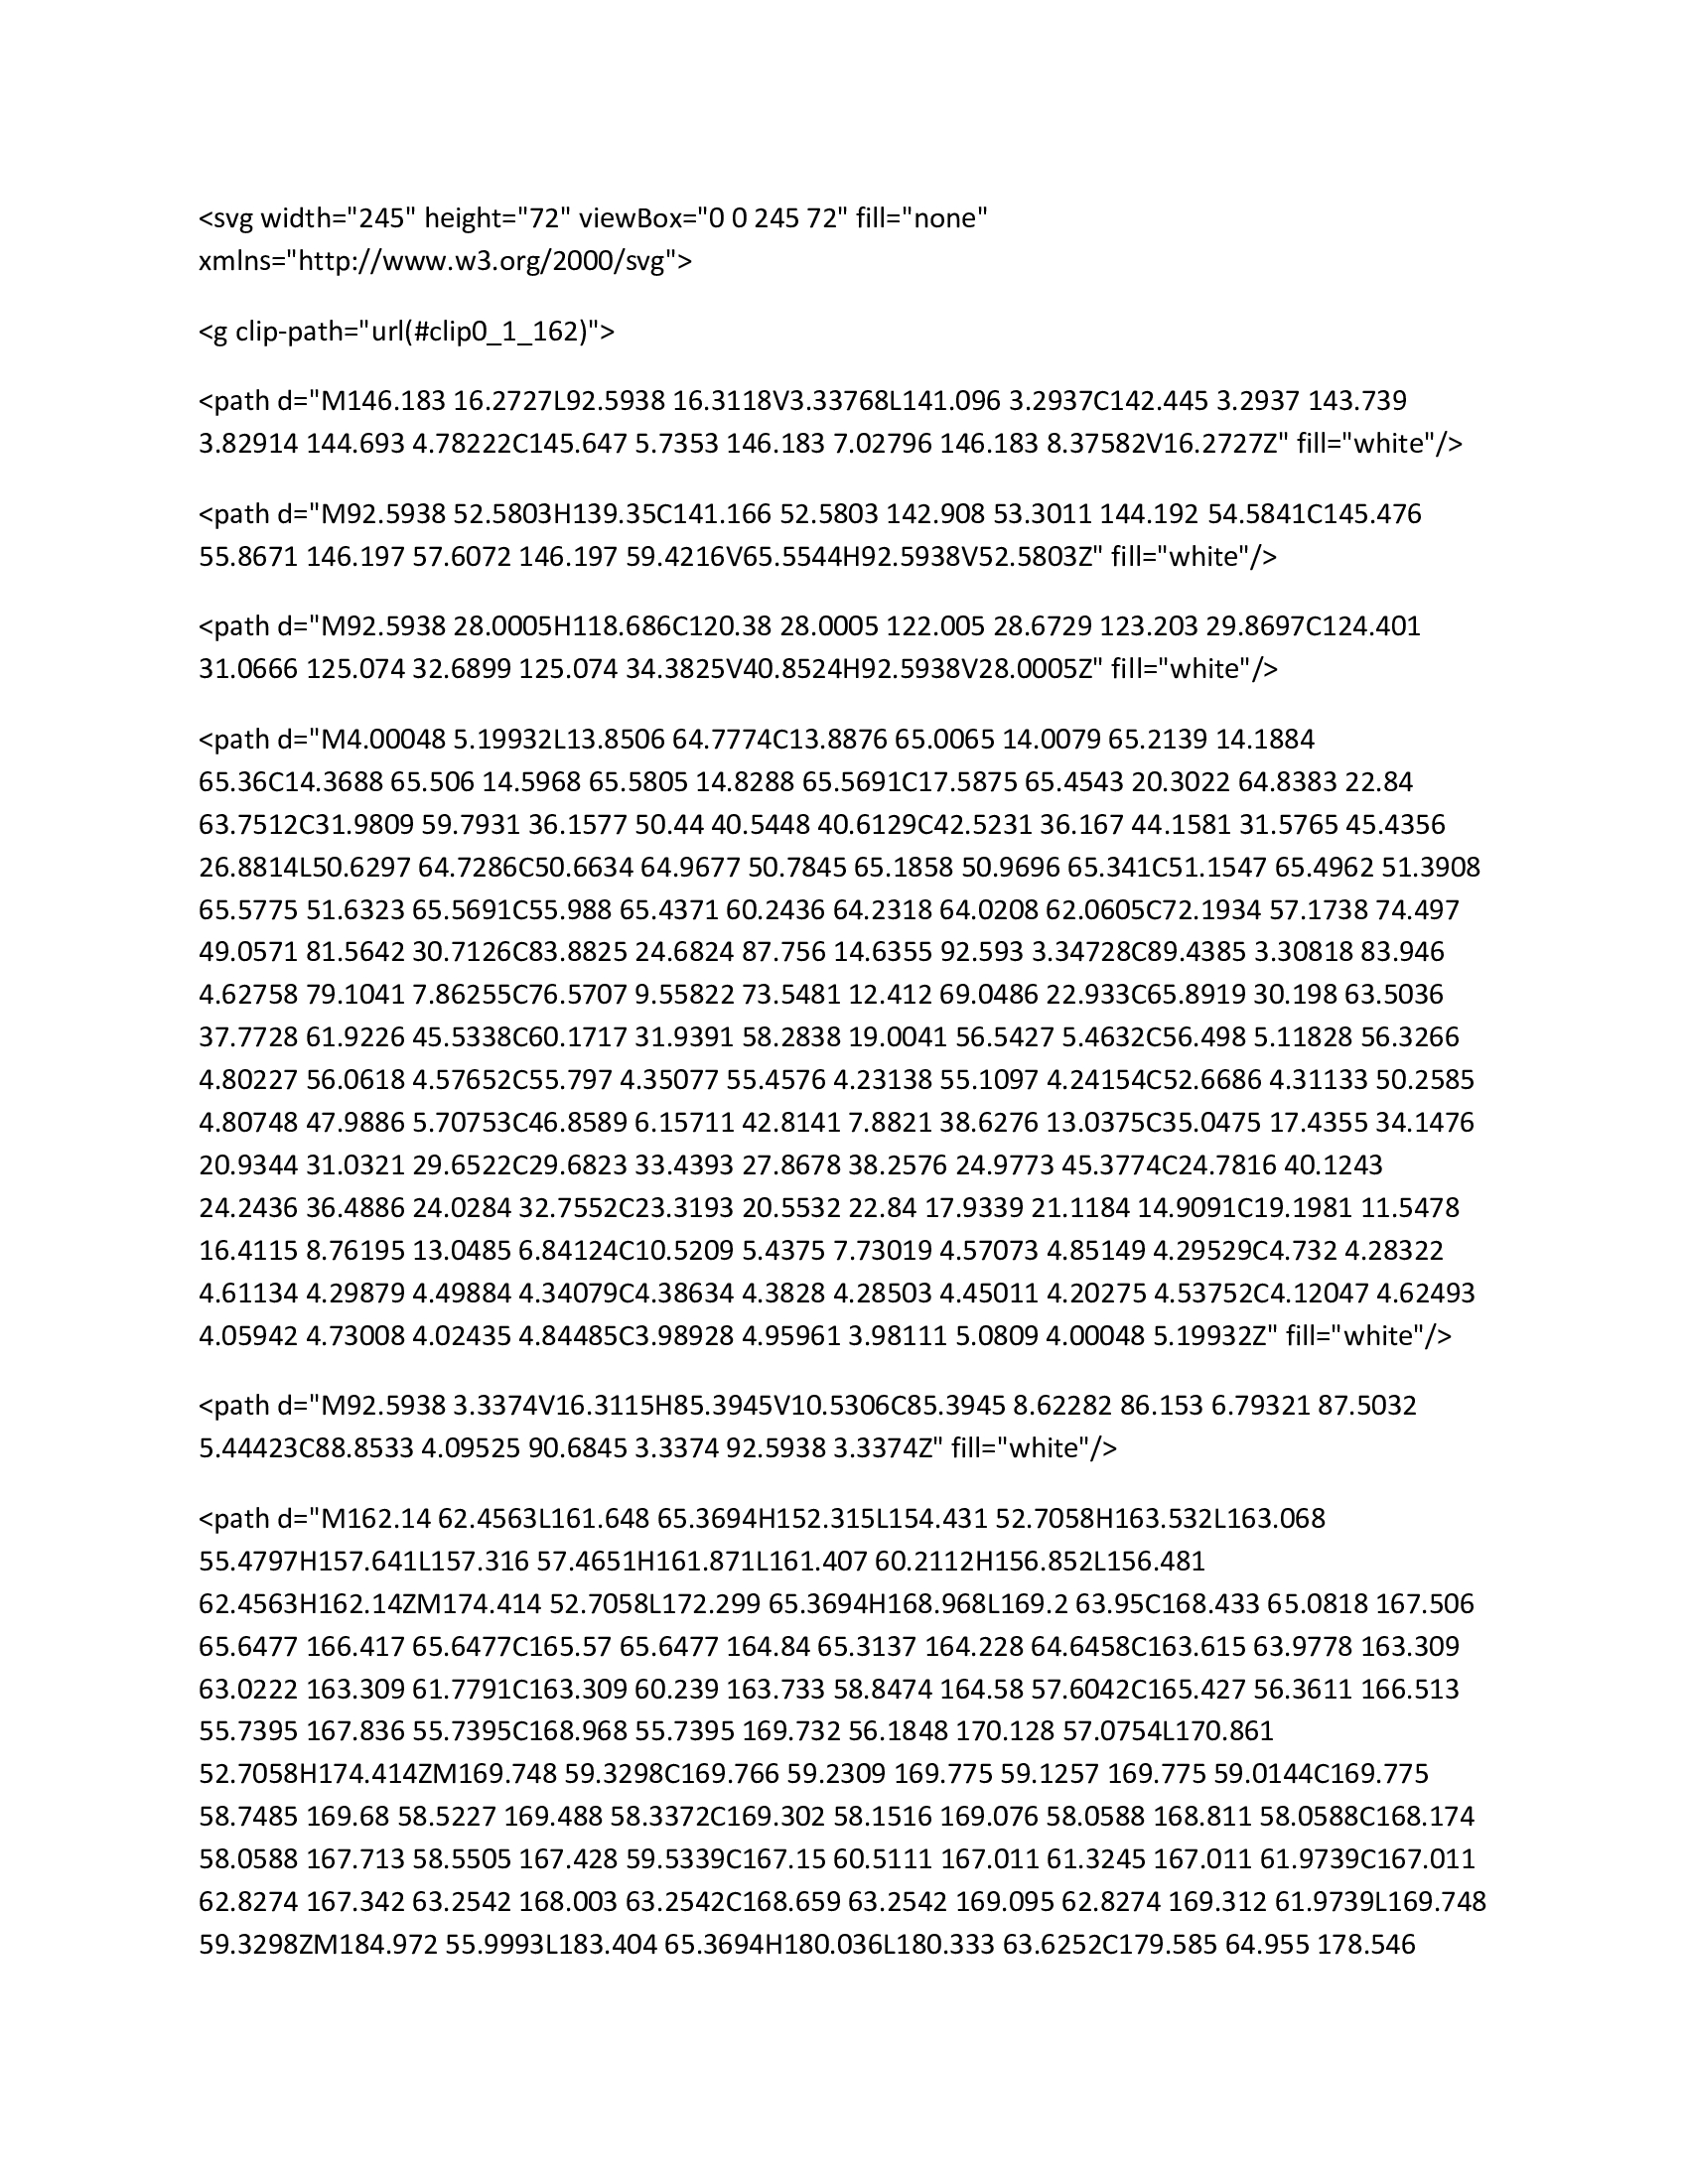 <svg width="245" height="72" viewBox="0 0 245 72" fill="none"
xmlns="http://www.w3.org/2000/svg">
<g clip-path="url(#clip0_1_162)">
<path d="M146.183 16.2727L92.5938 16.3118V3.33768L141.096 3.2937C142.445 3.2937 143.739
3.82914 144.693 4.78222C145.647 5.7353 146.183 7.02796 146.183 8.37582V16.2727Z" fill="white"/>
<path d="M92.5938 52.5803H139.35C141.166 52.5803 142.908 53.3011 144.192 54.5841C145.476
55.8671 146.197 57.6072 146.197 59.4216V65.5544H92.5938V52.5803Z" fill="white"/>
<path d="M92.5938 28.0005H118.686C120.38 28.0005 122.005 28.6729 123.203 29.8697C124.401
31.0666 125.074 32.6899 125.074 34.3825V40.8524H92.5938V28.0005Z" fill="white"/>
<path d="M4.00048 5.19932L13.8506 64.7774C13.8876 65.0065 14.0079 65.2139 14.1884
65.36C14.3688 65.506 14.5968 65.5805 14.8288 65.5691C17.5875 65.4543 20.3022 64.8383 22.84
63.7512C31.9809 59.7931 36.1577 50.44 40.5448 40.6129C42.5231 36.167 44.1581 31.5765 45.4356
26.8814L50.6297 64.7286C50.6634 64.9677 50.7845 65.1858 50.9696 65.341C51.1547 65.4962 51.3908
65.5775 51.6323 65.5691C55.988 65.4371 60.2436 64.2318 64.0208 62.0605C72.1934 57.1738 74.497
49.0571 81.5642 30.7126C83.8825 24.6824 87.756 14.6355 92.593 3.34728C89.4385 3.30818 83.946
4.62758 79.1041 7.86255C76.5707 9.55822 73.5481 12.412 69.0486 22.933C65.8919 30.198 63.5036
37.7728 61.9226 45.5338C60.1717 31.9391 58.2838 19.0041 56.5427 5.4632C56.498 5.11828 56.3266
4.80227 56.0618 4.57652C55.797 4.35077 55.4576 4.23138 55.1097 4.24154C52.6686 4.31133 50.2585
4.80748 47.9886 5.70753C46.8589 6.15711 42.8141 7.8821 38.6276 13.0375C35.0475 17.4355 34.1476
20.9344 31.0321 29.6522C29.6823 33.4393 27.8678 38.2576 24.9773 45.3774C24.7816 40.1243
24.2436 36.4886 24.0284 32.7552C23.3193 20.5532 22.84 17.9339 21.1184 14.9091C19.1981 11.5478
16.4115 8.76195 13.0485 6.84124C10.5209 5.4375 7.73019 4.57073 4.85149 4.29529C4.732 4.28322
4.61134 4.29879 4.49884 4.34079C4.38634 4.3828 4.28503 4.45011 4.20275 4.53752C4.12047 4.62493
4.05942 4.73008 4.02435 4.84485C3.98928 4.95961 3.98111 5.0809 4.00048 5.19932Z" fill="white"/>
<path d="M92.5938 3.3374V16.3115H85.3945V10.5306C85.3945 8.62282 86.153 6.79321 87.5032
5.44423C88.8533 4.09525 90.6845 3.3374 92.5938 3.3374Z" fill="white"/>
<path d="M162.14 62.4563L161.648 65.3694H152.315L154.431 52.7058H163.532L163.068
55.4797H157.641L157.316 57.4651H161.871L161.407 60.2112H156.852L156.481
62.4563H162.14ZM174.414 52.7058L172.299 65.3694H168.968L169.2 63.95C168.433 65.0818 167.506
65.6477 166.417 65.6477C165.57 65.6477 164.84 65.3137 164.228 64.6458C163.615 63.9778 163.309
63.0222 163.309 61.7791C163.309 60.239 163.733 58.8474 164.58 57.6042C165.427 56.3611 166.513
55.7395 167.836 55.7395C168.968 55.7395 169.732 56.1848 170.128 57.0754L170.861
52.7058H174.414ZM169.748 59.3298C169.766 59.2309 169.775 59.1257 169.775 59.0144C169.775
58.7485 169.68 58.5227 169.488 58.3372C169.302 58.1516 169.076 58.0588 168.811 58.0588C168.174
58.0588 167.713 58.5505 167.428 59.5339C167.15 60.5111 167.011 61.3245 167.011 61.9739C167.011
62.8274 167.342 63.2542 168.003 63.2542C168.659 63.2542 169.095 62.8274 169.312 61.9739L169.748
59.3298ZM184.972 55.9993L183.404 65.3694H180.036L180.333 63.6252C179.585 64.955 178.546